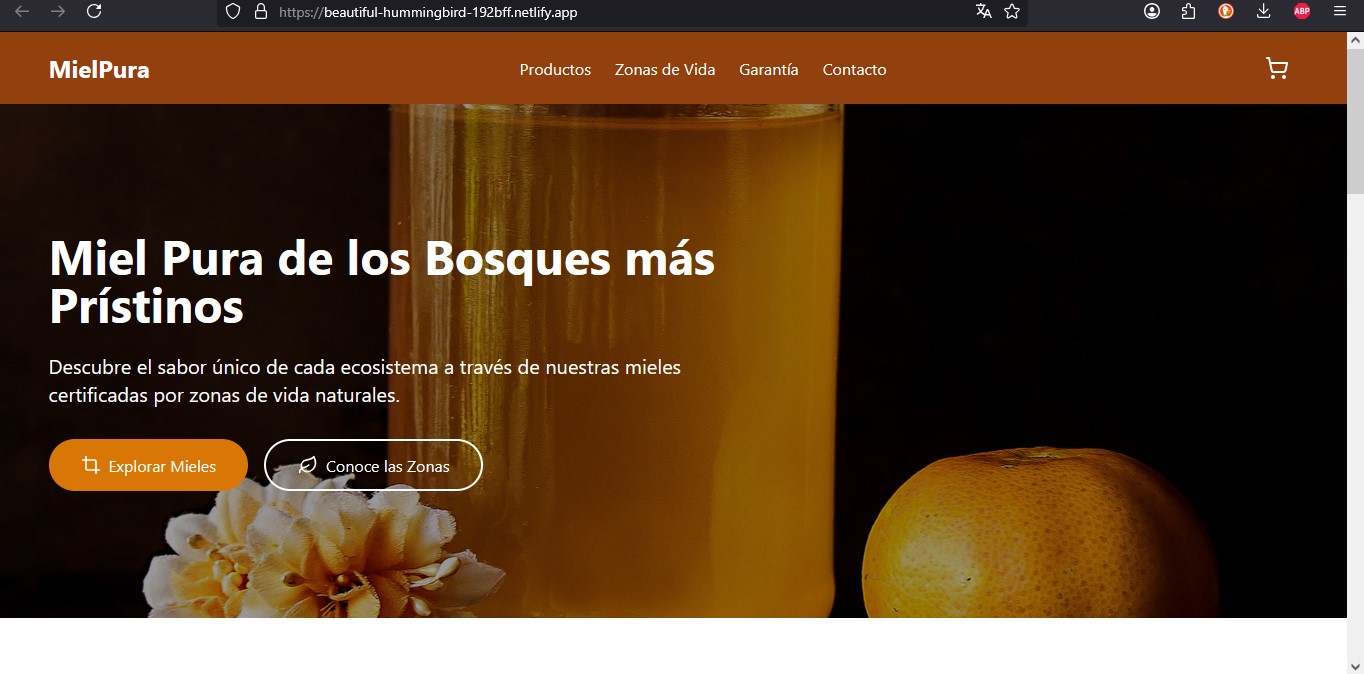 https://beautiful-hummingbird-192bff.netlify.app
ABP
MielPura
Productos
Zonas de Vida
Garantía
Contacto
Miel Pura de los Bosques más
Prístinos
Descubre el sabor único de cada ecosistema a través de nuestras mieles
certificadas por zonas de vida naturales.
Explorar Mieles
Conoce las Zonas